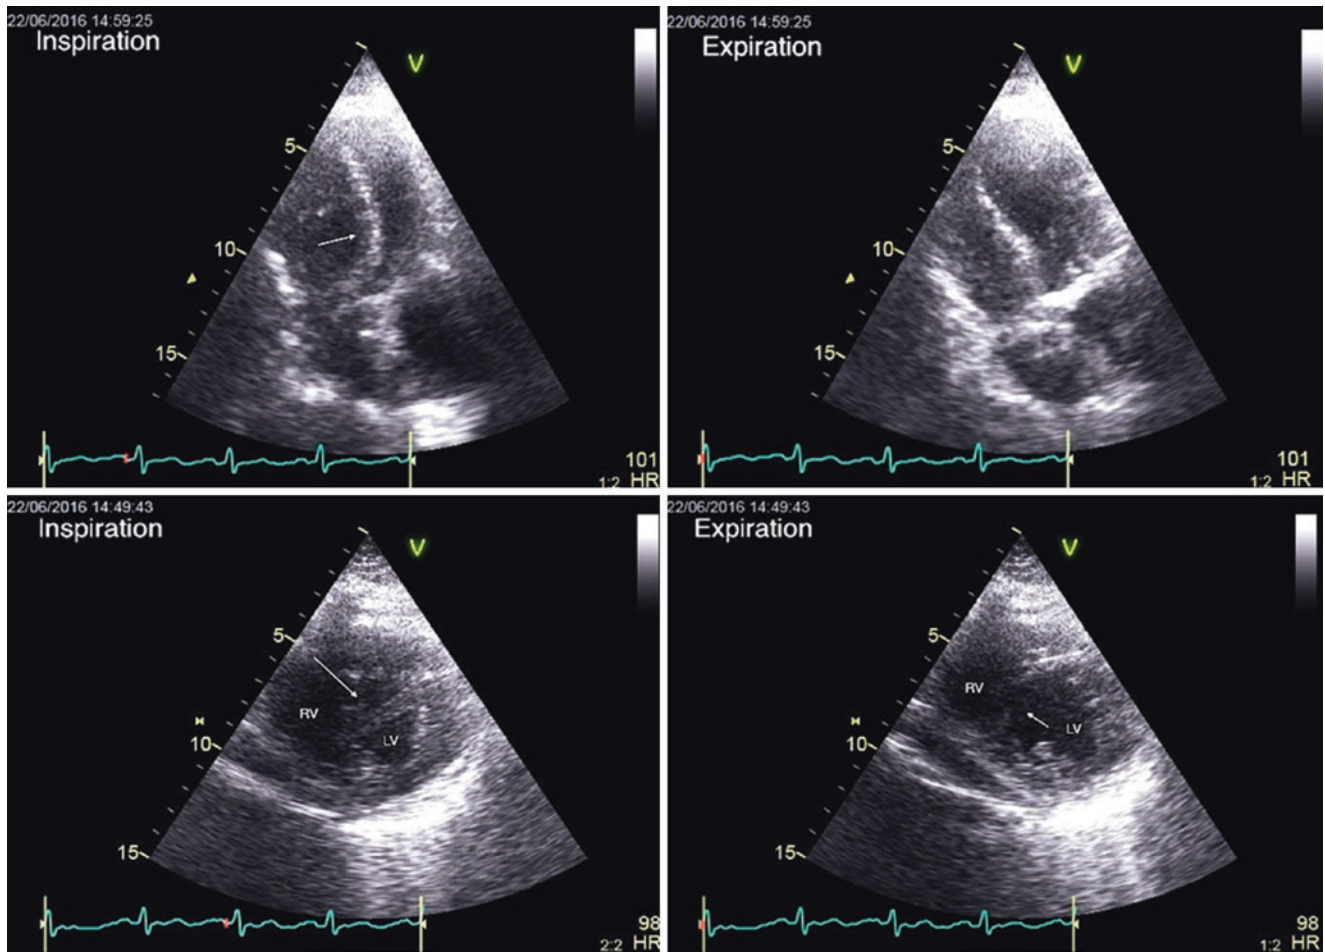 22/06/2016 14:59:25
Inspiration
V
5
10
15
101
1:2 HR
22/06/2016 14:59:25
Expiration
V
5
10
15
101
1:2 HR
22/06/2016 14:49:43
Inspiration
V
5
RV
LV
10
15
98
2:2 HR
22/06/2016 14:49:43
Expiration
V
5
RV
LV
10
15
98
1:2 HR